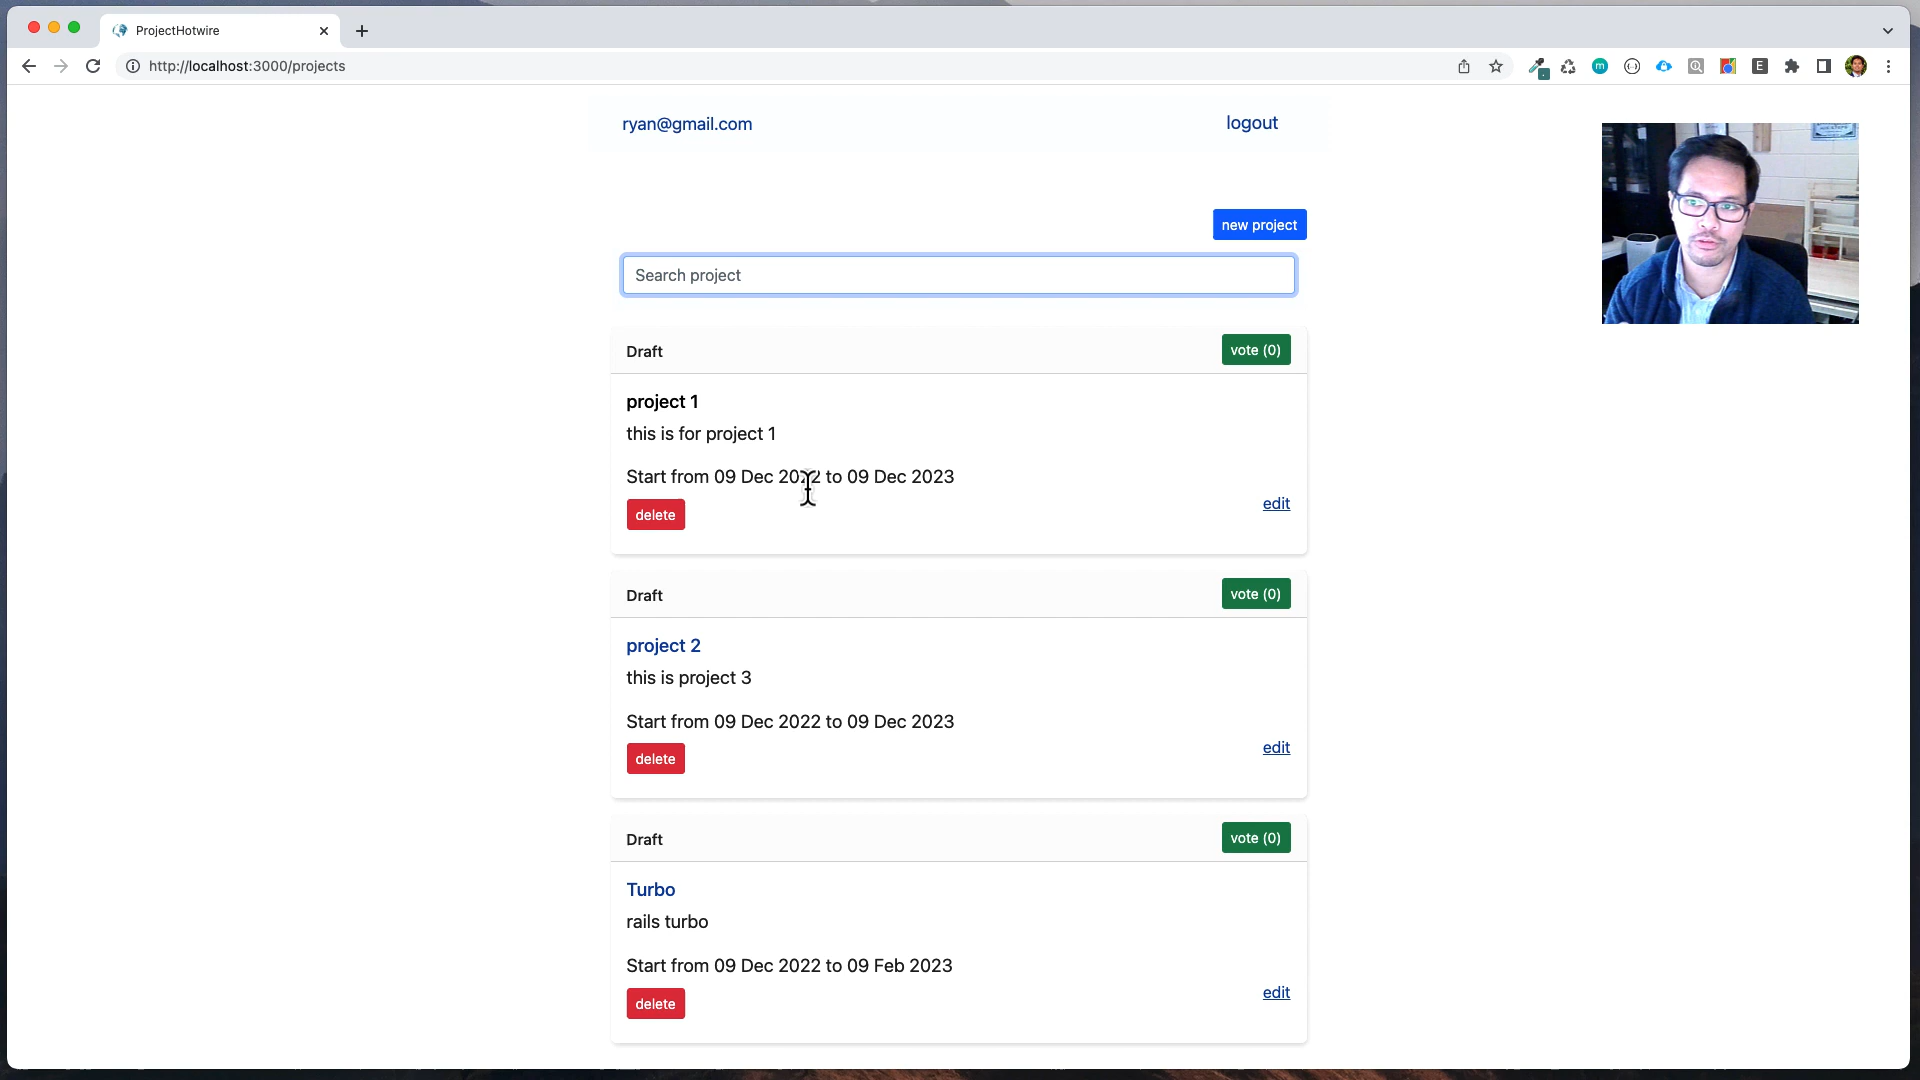 ProjectHotwire
http://localhost:3000/projects
ryan@gmail.com
logout
new project
Search project
Draft
vote (0)
project 1
this is for project 1
Start from 09 Dec 2022 to 09 Dec 2023
edit
delete
Draft
vote (0)
project 2
this is project 3
Start from 09 Dec 2022 to 09 Dec 2023
edit
delete
Draft
vote (0)
Turbo
rails turbo
Start from 09 Dec 2022 to 09 Feb 2023
edit
delete